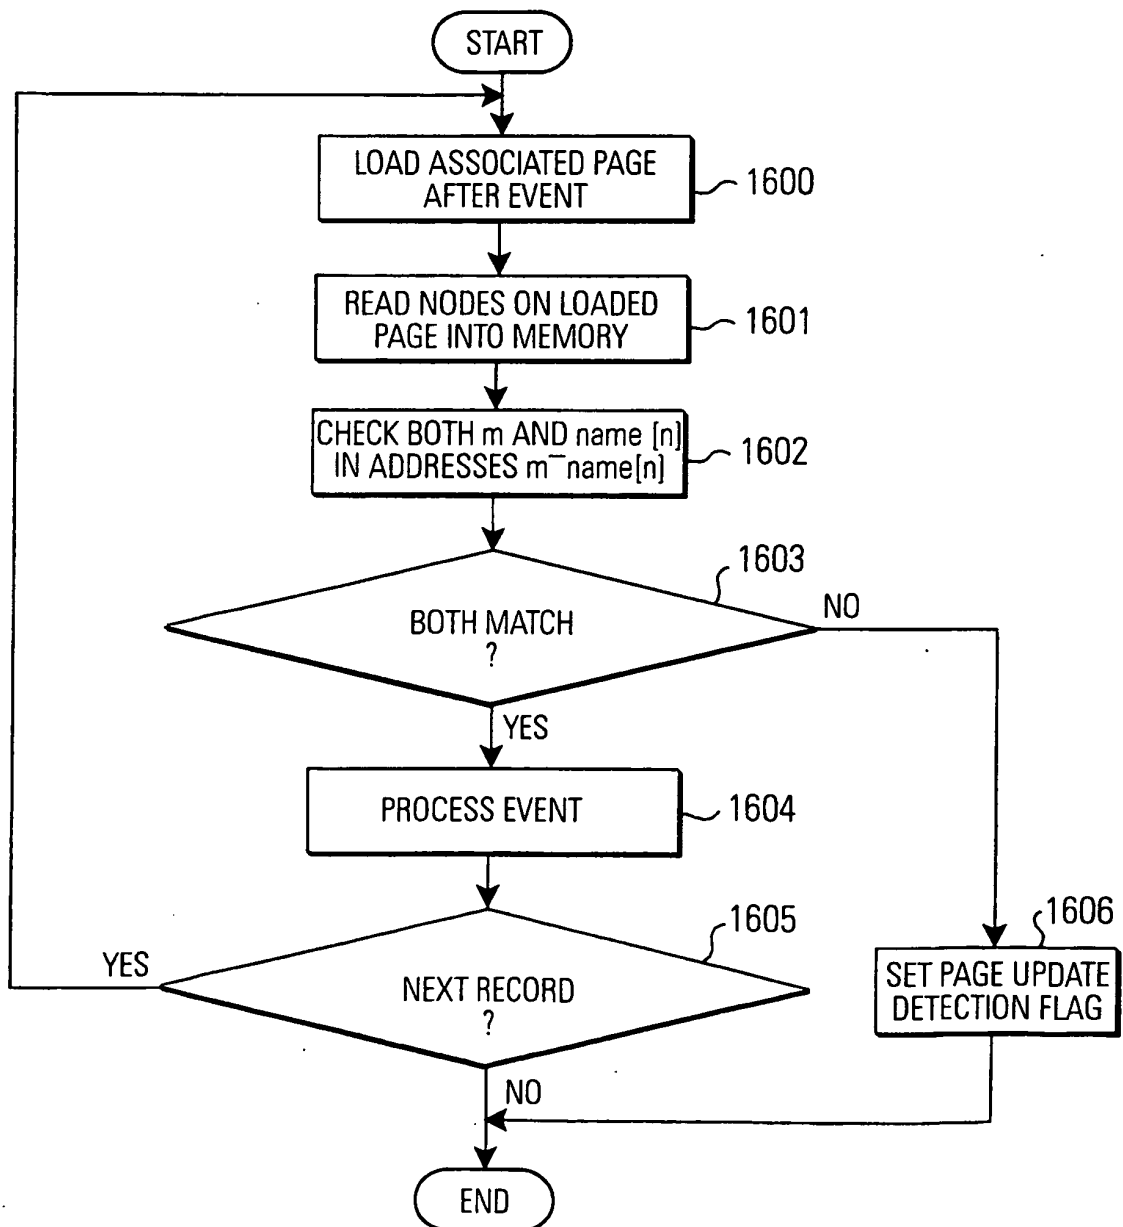 START
LOAD ASSOCIATED PAGE
AFTER EVENT
1600
READ NODES ON LOADED
PAGE INTO MEMORY
1601
CHECK BOTH m AND name [n]
IN ADDRESSES m‾name[n]
1602
1603
BOTH MATCH
?
NO
YES
PROCESS EVENT
1604
1605
YES
NEXT RECORD
?
1606
SET PAGE UPDATE
DETECTION FLAG
NO
END